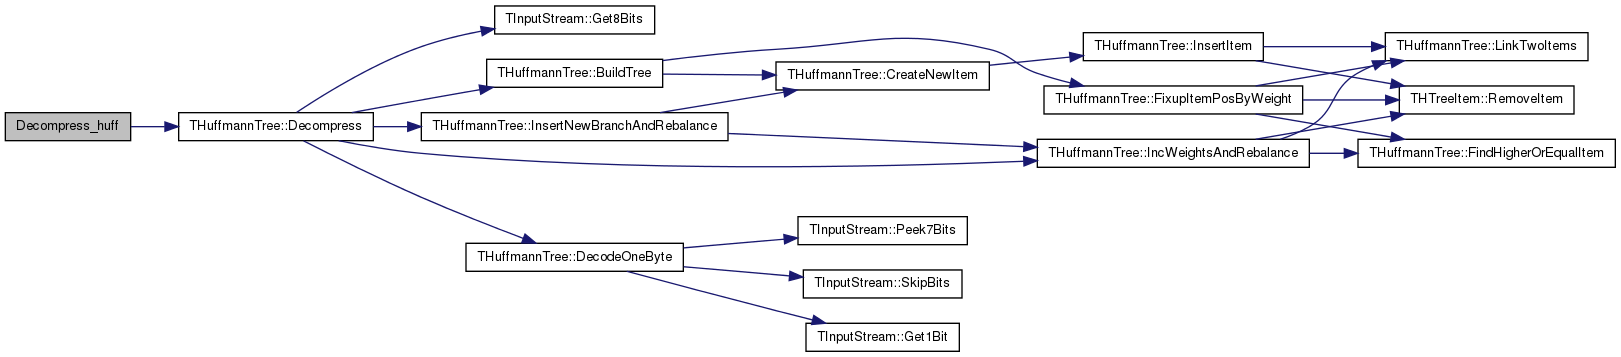 Decompress_huff
THuffmannTree::Decompress
TInputStream::Get8Bits
THuffmannTree::BuildTree
THuffmannTree::InsertNewBranchAndRebalance
THuffmannTree::DecodeOneByte
THuffmannTree::CreateNewItem
TInputStream::Peek7Bits
TInputStream::SkipBits
TInputStream::Get1Bit
THuffmannTree::InsertItem
THuffmannTree::FixupItemPosByWeight
THuffmannTree::IncWeightsAndRebalance
THuffmannTree::LinkTwoItems
THTreeItem::RemoveItem
THuffmannTree::FindHigherOrEqualItem